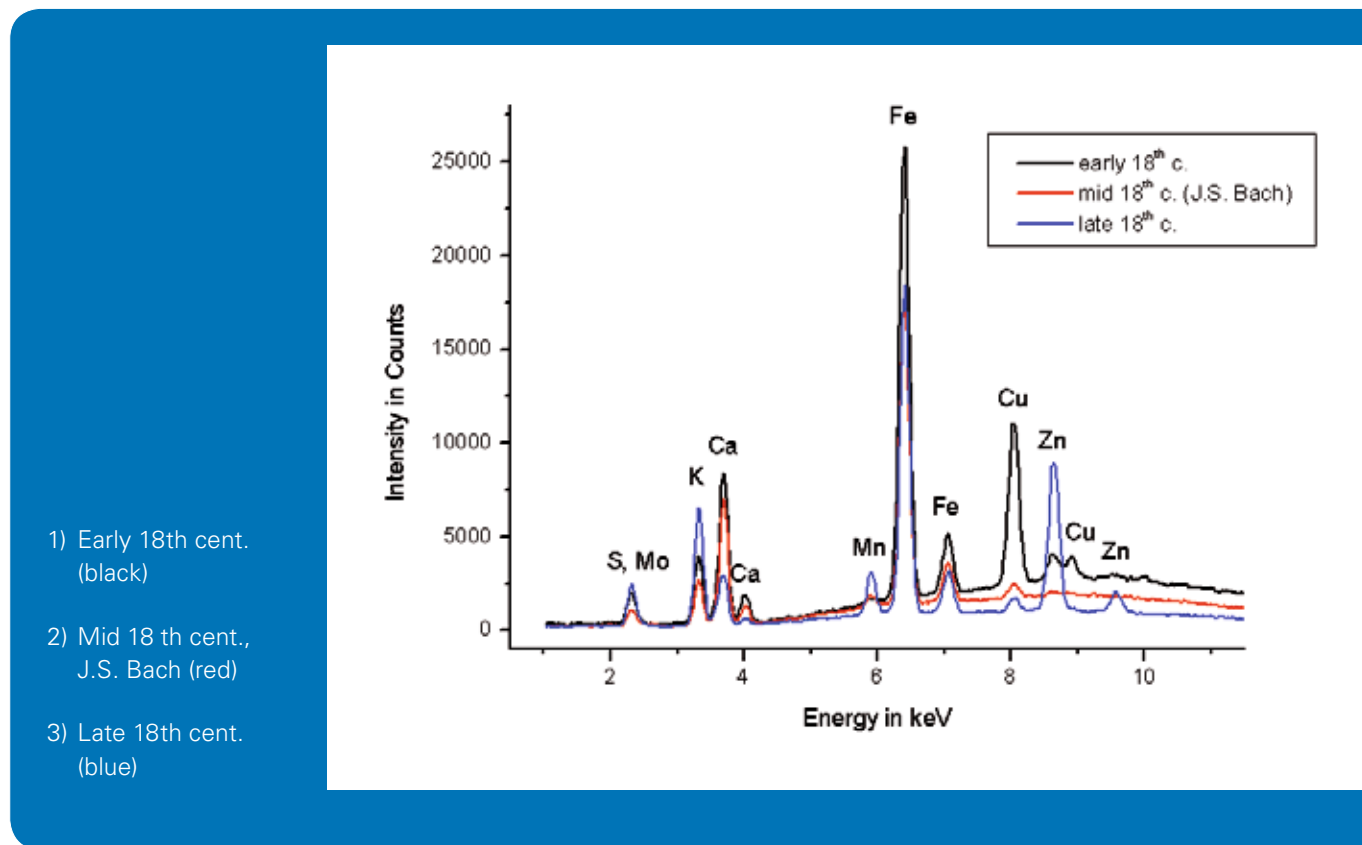 1) Early 18th cent.
(black)
2) Mid 18 th cent.,
J.S. Bach (red)
3) Late 18th cent.
(blue)
Fe
early 18th c.
mid 18th c. (J.S. Bach)
late 18th c.
25000
20000
15000
10000
5000
0
Intensity in Counts
S, Mo
K
Ca
Ca
Mn
Fe
Cu
Zn
Cu
Zn
2 4 6 8 10
Energy in keV